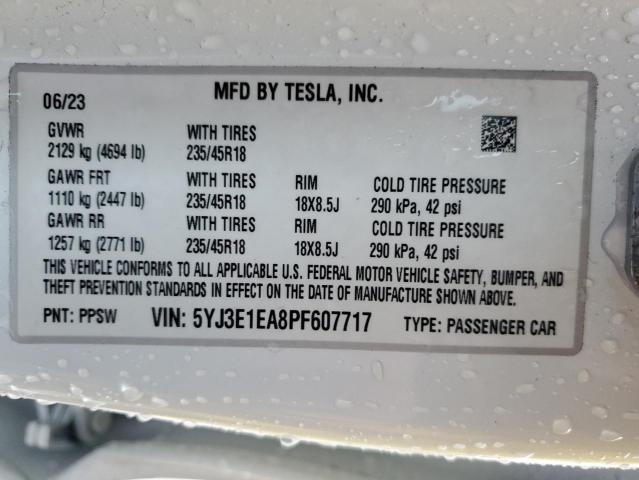 06/23 MFD BY TESLA, INC.
GVWR WITH TIRES
2129 kg (4694 lb) 235/45R18
GAWR FRT WITH TIRES RIM COLD TIRE PRESSURE
1110 kg (2447 lb) 235/45R18 18X8.5J 290 kPa, 42 psi
GAWR RR WITH TIRES RIM COLD TIRE PRESSURE
1257 kg (2771 lb) 235/45R18 18X8.5J 290 kPa, 42 psi
THIS VEHICLE CONFORMS TO ALL APPLICABLE U.S. FEDERAL MOTOR VEHICLE SAFETY, BUMPER, AND
THEFT PREVENTION STANDARDS IN EFFECT ON THE DATE OF MANUFACTURE SHOWN ABOVE.
PNT: PPSW VIN: 5YJ3E1EA8PF607717 TYPE: PASSENGER CAR